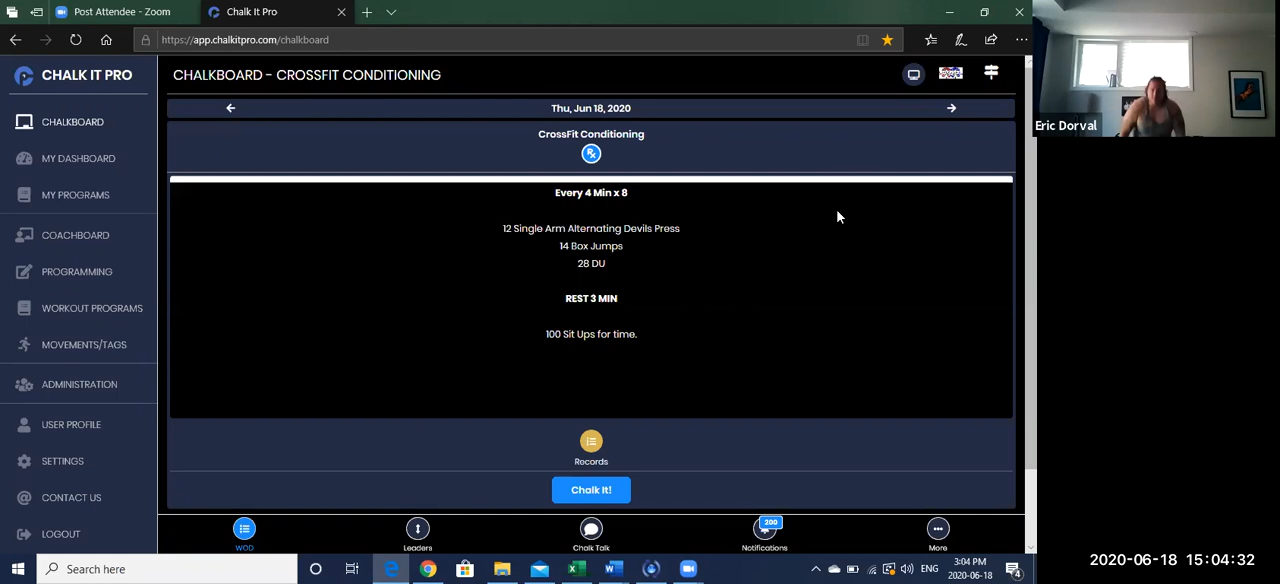 Post Attendee - Zoom
Chalk It Pro
https://app.chalkitpro.com/chalkboard
CHALK IT PRO
CHALKBOARD - CROSSFIT CONDITIONING
Thu, Jun 18, 2020
CrossFit Conditioning
Rx
Every 4 Min x 8
12 Single Arm Alternating Devils Press
14 Box Jumps
28 DU
REST 3 MIN
100 Sit Ups for time.
Records
Chalk It!
WOD
Leaders
Chalk Talk
200
Notifications
More
CHALKBOARD
MY DASHBOARD
MY PROGRAMS
COACHBOARD
PROGRAMMING
WORKOUT PROGRAMS
MOVEMENTS/TAGS
ADMINISTRATION
USER PROFILE
SETTINGS
CONTACT US
LOGOUT
Eric Dorval
Search here
ENG
3:04 PM
2020-06-18
4
2020-06-18 15:04:32